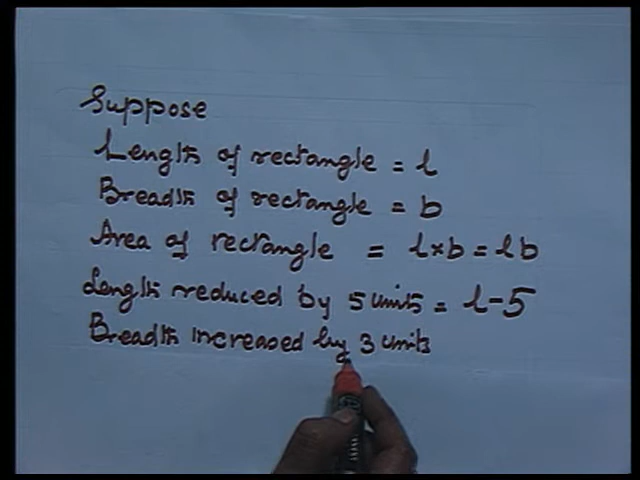 Suppose
Length of rectangle = l
Breadth of rectangle = b
Area of rectangle = l×b = lb
Length reduced by 5 units = l-5
Breadth increased by 3 units